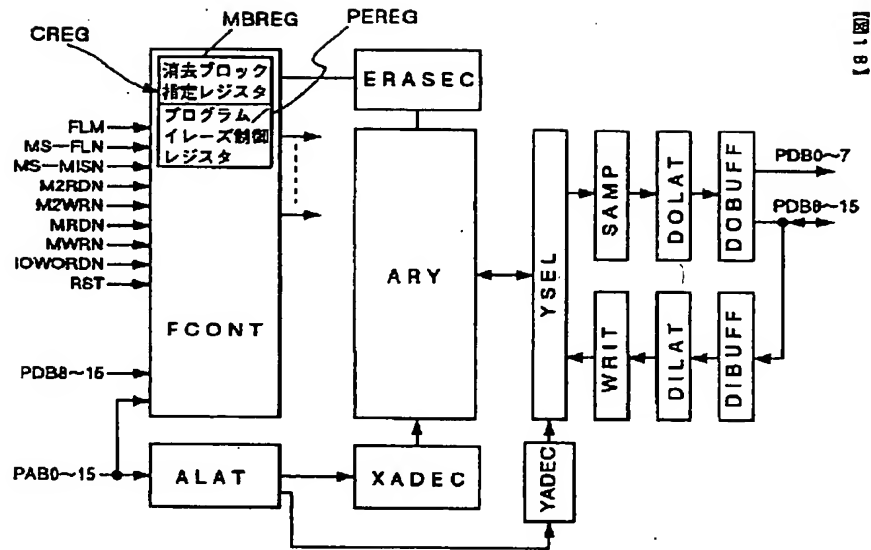 【図18】
MBREG
PEREG
CREG
消去ブロック
指定レジスタ
プログラム/
イレーズ制御
レジスタ
ERASEC
FLM
MS-FLN
MS-MISN
M2RDN
M2WRN
MRDN
MWRN
IOWORDN
RST
FCONT
ARY
YSEL
SAMP
DOLAT
DOBUFF
PDB0~7
PDB8~15
WRIT
DILAT
DIBUFF
PDB8~15
PAB0~15
ALAT
XADEC
YADEC